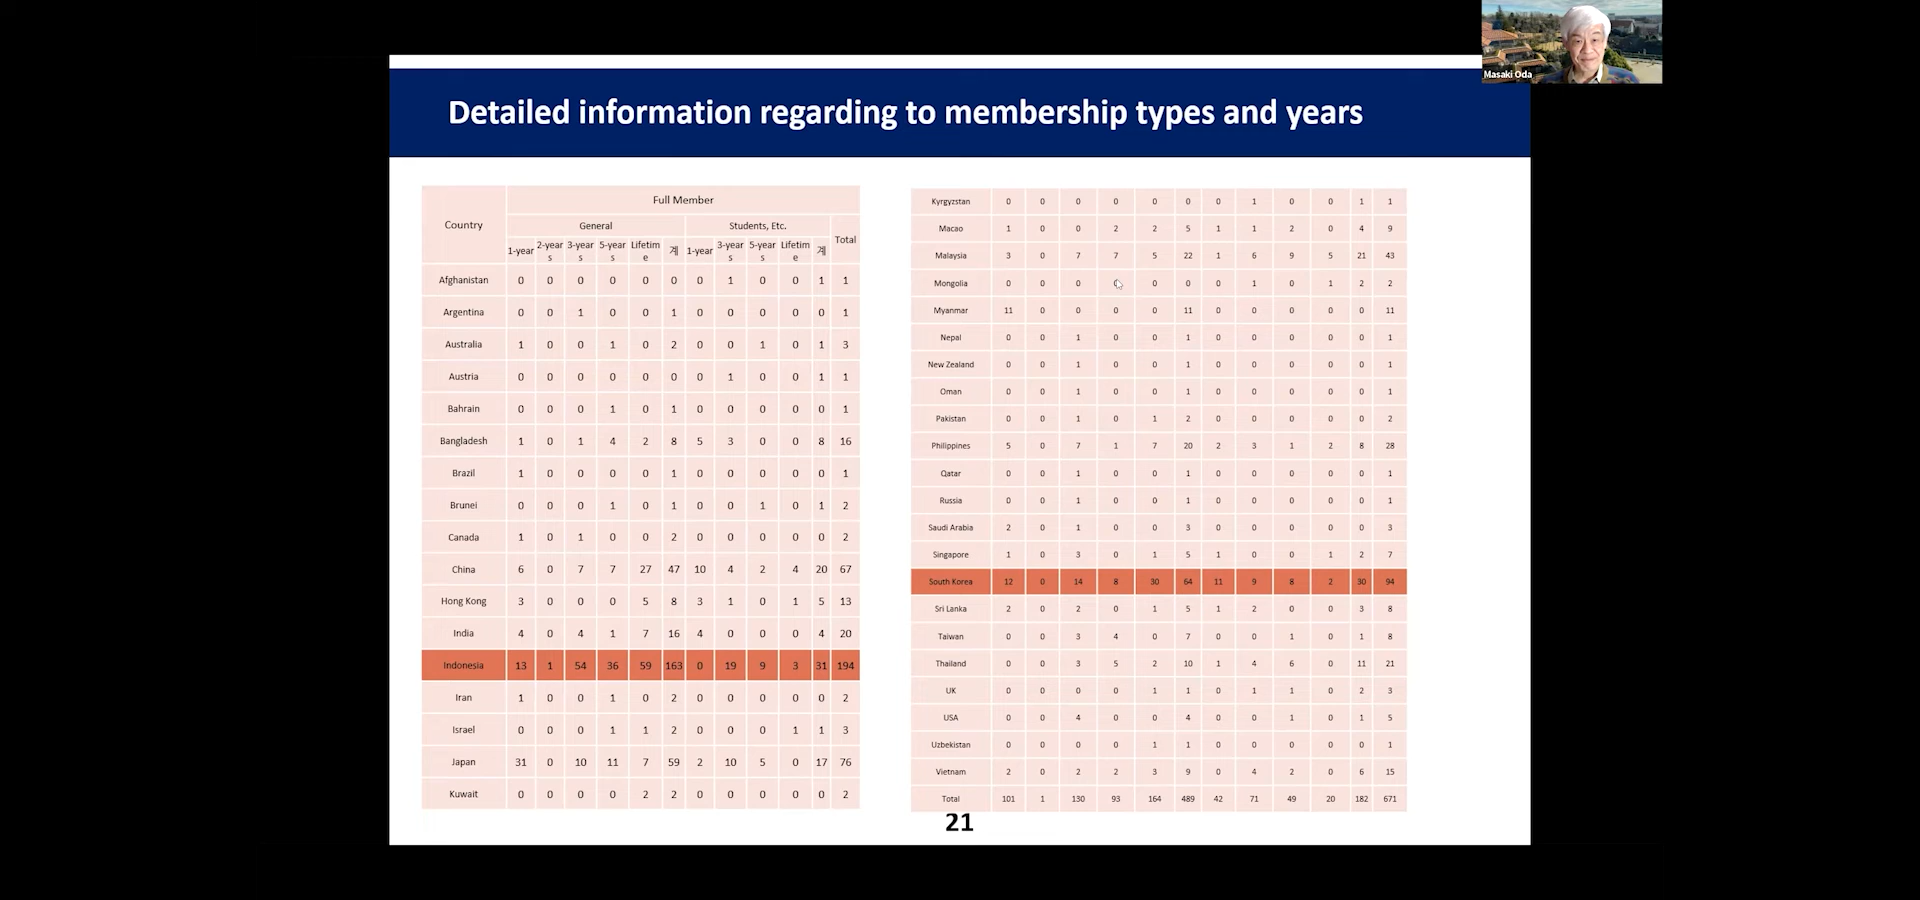 Masaki Oda
Detailed information regarding to membership types and years
Country Full Member
General Students, Etc. Total
1-year 2-years 3-years 5-years Lifetime 계 1-year 3-years 5-years Lifetime 계
Afghanistan 0 0 0 0 0 0 0 1 0 0 1 1
Argentina 0 0 1 0 0 1 0 0 0 0 0 1
Australia 1 0 0 1 0 2 0 0 1 0 1 3
Austria 0 0 0 0 0 0 0 1 0 0 1 1
Bahrain 0 0 0 1 0 1 0 0 0 0 0 1
Bangladesh 1 0 1 4 2 8 5 3 0 0 8 16
Brazil 1 0 0 0 0 1 0 0 0 0 0 1
Brunei 0 0 0 1 0 1 0 0 1 0 1 2
Canada 1 0 1 0 0 2 0 0 0 0 0 2
China 6 0 7 7 27 47 10 4 2 4 20 67
Hong Kong 3 0 0 0 5 8 3 1 0 1 5 13
India 4 0 4 1 7 16 4 0 0 0 4 20
Indonesia 13 1 54 36 59 163 0 19 9 3 31 194
Iran 1 0 0 1 0 2 0 0 0 0 0 2
Israel 0 0 0 1 1 2 0 0 0 1 1 3
Japan 31 0 10 11 7 59 2 10 5 0 17 76
Kuwait 0 0 0 0 2 2 0 0 0 0 0 2
Kyrgyzstan 0 0 0 0 0 0 0 1 0 0 1 1
Macao 1 0 0 2 2 5 1 1 2 0 4 9
Malaysia 3 0 7 7 5 22 1 6 9 5 21 43
Mongolia 0 0 0 0 0 0 0 1 0 1 2 2
Myanmar 11 0 0 0 0 11 0 0 0 0 0 11
Nepal 0 0 1 0 0 1 0 0 0 0 0 1
New Zealand 0 0 1 0 0 1 0 0 0 0 0 1
Oman 0 0 1 0 0 1 0 0 0 0 0 1
Pakistan 0 0 1 0 1 2 0 0 0 0 0 2
Philippines 5 0 7 1 7 20 2 3 1 2 8 28
Qatar 0 0 1 0 0 1 0 0 0 0 0 1
Russia 0 0 1 0 0 1 0 0 0 0 0 1
Saudi Arabia 2 0 1 0 0 3 0 0 0 0 0 3
Singapore 1 0 3 0 1 5 1 0 0 1 2 7
South Korea 12 0 14 8 30 64 11 9 8 2 30 94
Sri Lanka 2 0 2 0 1 5 1 2 0 0 3 8
Taiwan 0 0 3 4 0 7 0 0 1 0 1 8
Thailand 0 0 3 5 2 10 1 4 6 0 11 21
UK 0 0 0 0 1 1 0 1 1 0 2 3
USA 0 0 4 0 0 4 0 0 1 0 1 5
Uzbekistan 0 0 0 0 1 1 0 0 0 0 0 1
Vietnam 2 0 2 2 3 9 0 4 2 0 6 15
Total 101 1 130 93 164 489 42 71 49 20 182 671
21